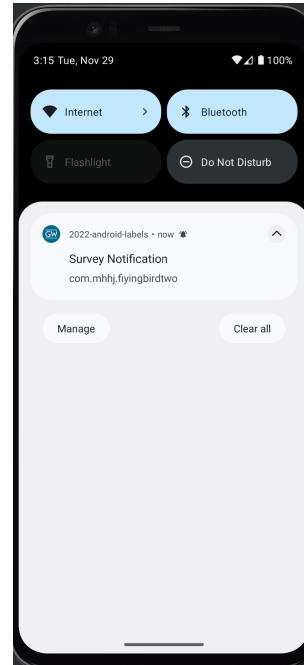 3:15 Tue, Nov 29
100%
Internet
Bluetooth
Flashlight
Do Not Disturb
GW
2022-android-labels • now
Survey Notification
com.mhhj.fiyingbirdtwo
Manage
Clear all